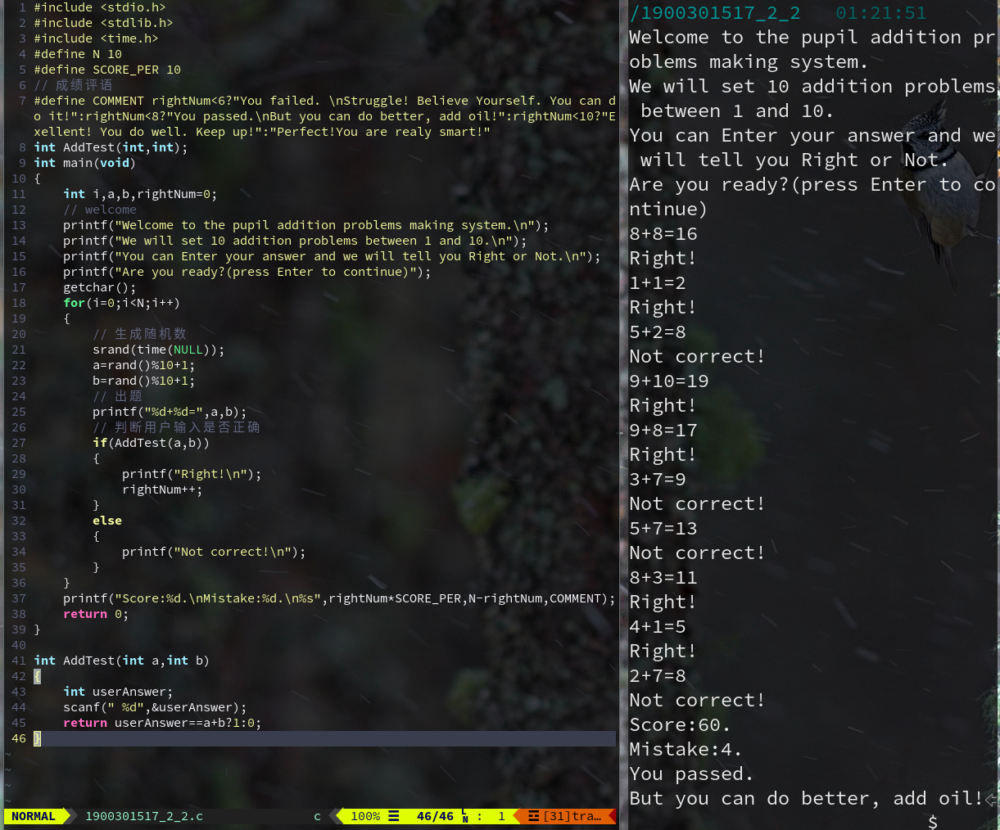 1 #include <stdio.h>
2 #include <stdlib.h>
3 #include <time.h>
4 #define N 10
5 #define SCORE_PER 10
6 // 成绩评语
7 #define COMMENT rightNum<6?"You failed. \nStruggle! Believe Yourself. You can d
o it!":rightNum<8?"You passed.\nBut you can do better, add oil!":rightNum<10?"E
xellent! You do well. Keep up!":"Perfect!You are realy smart!"
8 int AddTest(int,int);
9 int main(void)
10 {
11     int i,a,b,rightNum=0;
12     // welcome
13     printf("Welcome to the pupil addition problems making system.\n");
14     printf("We will set 10 addition problems between 1 and 10.\n");
15     printf("You can Enter your answer and we will tell you Right or Not.\n");
16     printf("Are you ready?(press Enter to continue)");
17     getchar();
18     for(i=0;i<N;i++)
19     {
20         // 生成随机数
21         srand(time(NULL));
22         a=rand()%10+1;
23         b=rand()%10+1;
24         // 出题
25         printf("%d+%d=",a,b);
26         // 判断用户输入是否正确
27         if(AddTest(a,b))
28         {
29             printf("Right!\n");
30             rightNum++;
31         }
32         else
33         {
34             printf("Not correct!\n");
35         }
36     }
37     printf("Score:%d.\nMistake:%d.\n%s",rightNum*SCORE_PER,N-rightNum,COMMENT);
38     return 0;
39 }
40
41 int AddTest(int a,int b)
42 {
43     int userAnswer;
44     scanf(" %d",&userAnswer);
45     return userAnswer==a+b?1:0;
46 }
~
~
~
~
NORMAL 1900301517_2_2.c c 100% ☰ 46/46 LN : 1 ☲ [31]tra…
/1900301517_2_2 01:21:51
Welcome to the pupil addition pr
oblems making system.
We will set 10 addition problems
 between 1 and 10.
You can Enter your answer and we
 will tell you Right or Not.
Are you ready?(press Enter to co
ntinue)
8+8=16
Right!
1+1=2
Right!
5+2=8
Not correct!
9+10=19
Right!
9+8=17
Right!
3+7=9
Not correct!
5+7=13
Not correct!
8+3=11
Right!
4+1=5
Right!
2+7=8
Not correct!
Score:60.
Mistake:4.
You passed.
But you can do better, add oil!
$